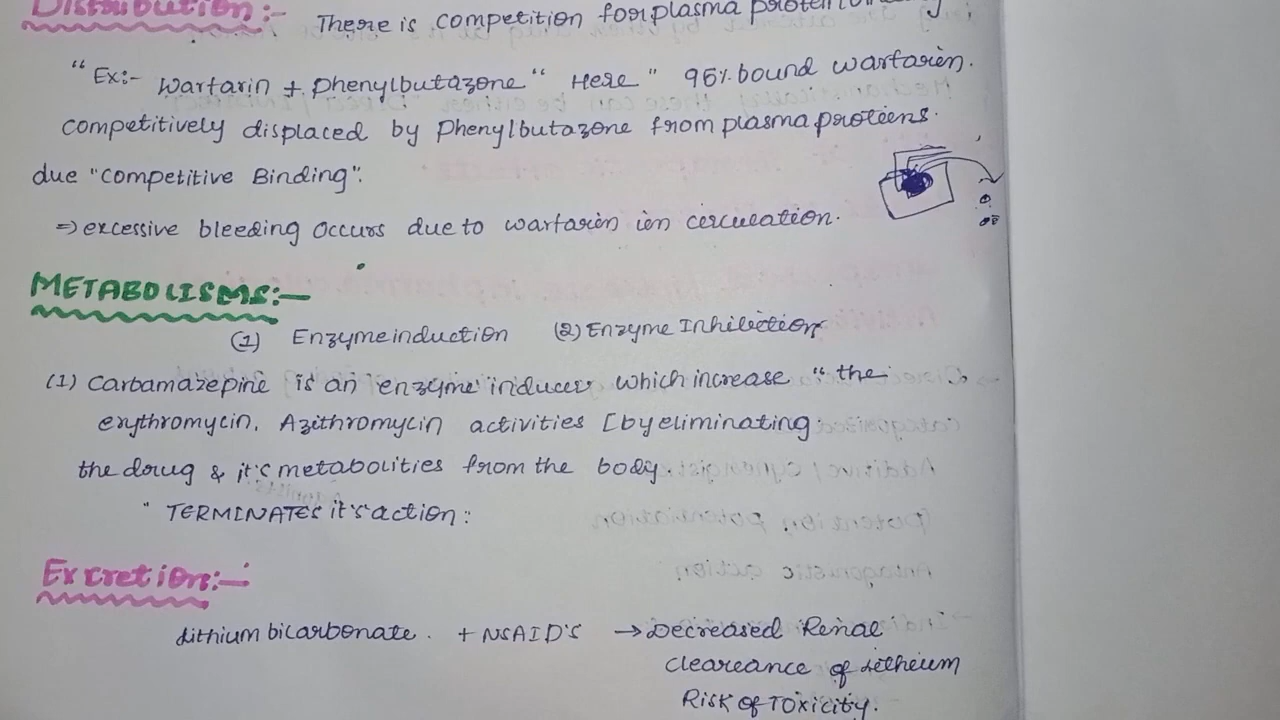 Distribution:- There is competition for plasma protein
"Ex:- Warfarin + Phenylbutazone" Here" 96% bound warfarin.
competitively displaced by Phenylbutazone from plasma proteins.
due "competitive Binding".
⇒ excessive bleeding occurs due to warfarin in circulation.
METABOLISMS:-
(1) Enzyme induction (2) Enzyme Inhibition
(1) Carbamazepine is an enzyme inducer which increase "the
erythromycin, Azithromycin activities [by eliminating
the drug & it's metabolities from the body.
" TERMINATES it's action:
Excretion:-
Lithium bicarbonate. + NSAID's → Decreased Renal
Clearance of Lithium
Risk of Toxicity.